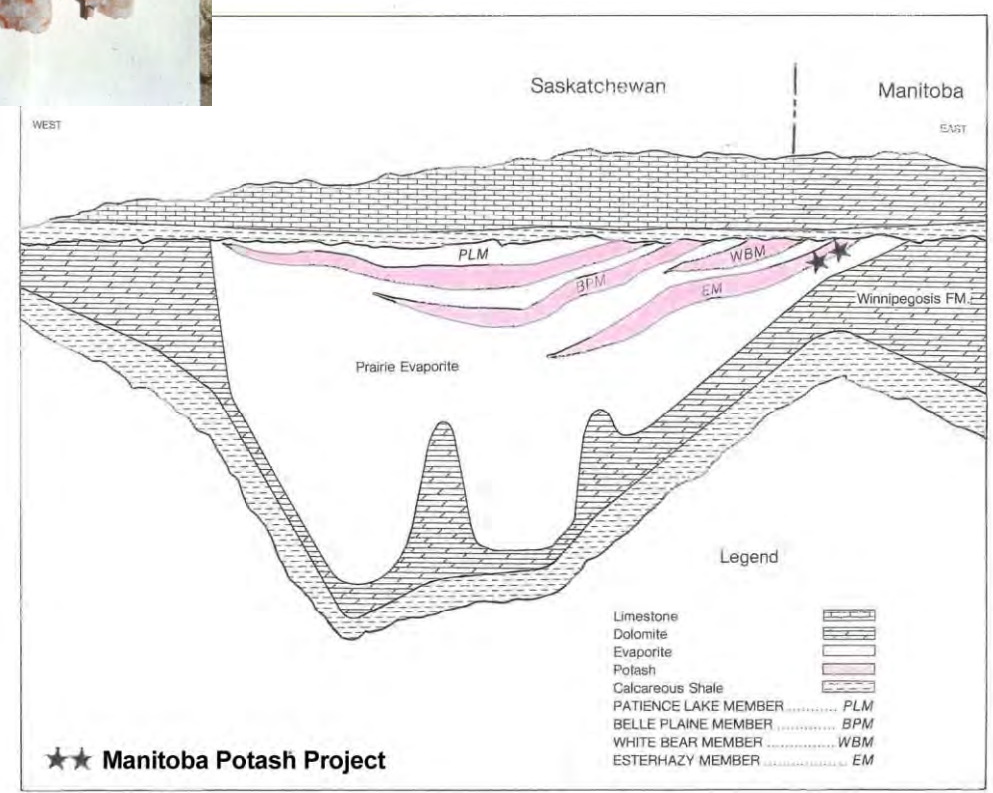 Saskatchewan
Manitoba
WEST
EAST
PLM
WBM
BPM
EM
Winnipegosis FM.
Prairie Evaporite
Legend
Limestone
Dolomite
Evaporite
Potash
Calcareous Shale
PATIENCE LAKE MEMBER ............ PLM
BELLE PLAINE MEMBER .............. BPM
WHITE BEAR MEMBER ................ WBM
ESTERHAZY MEMBER .................... EM
★★ Manitoba Potash Project